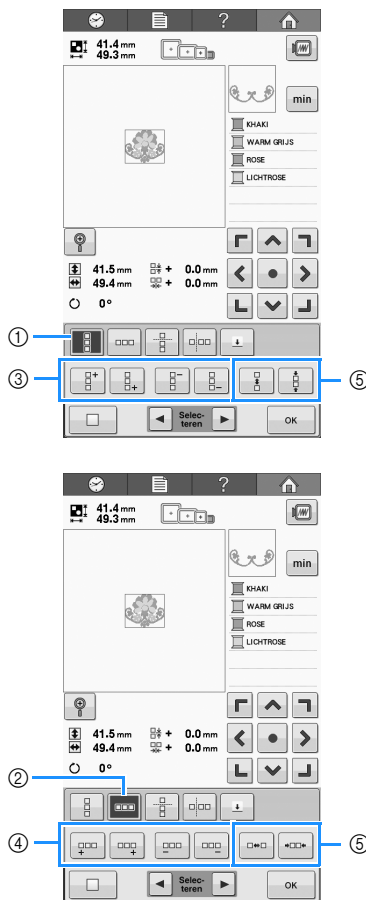 ?
41.4 mm
49.3 mm
min
KHAKI
WARM GRIJS
ROSE
LICHTROSE
41.5 mm + 0.0 mm
49.4 mm + 0.0 mm
0°
①
③
⑤
Selec-
teren
OK
?
41.4 mm
49.3 mm
min
KHAKI
WARM GRIJS
ROSE
LICHTROSE
41.5 mm + 0.0 mm
49.4 mm + 0.0 mm
0°
②
④
⑤
Selec-
teren
OK